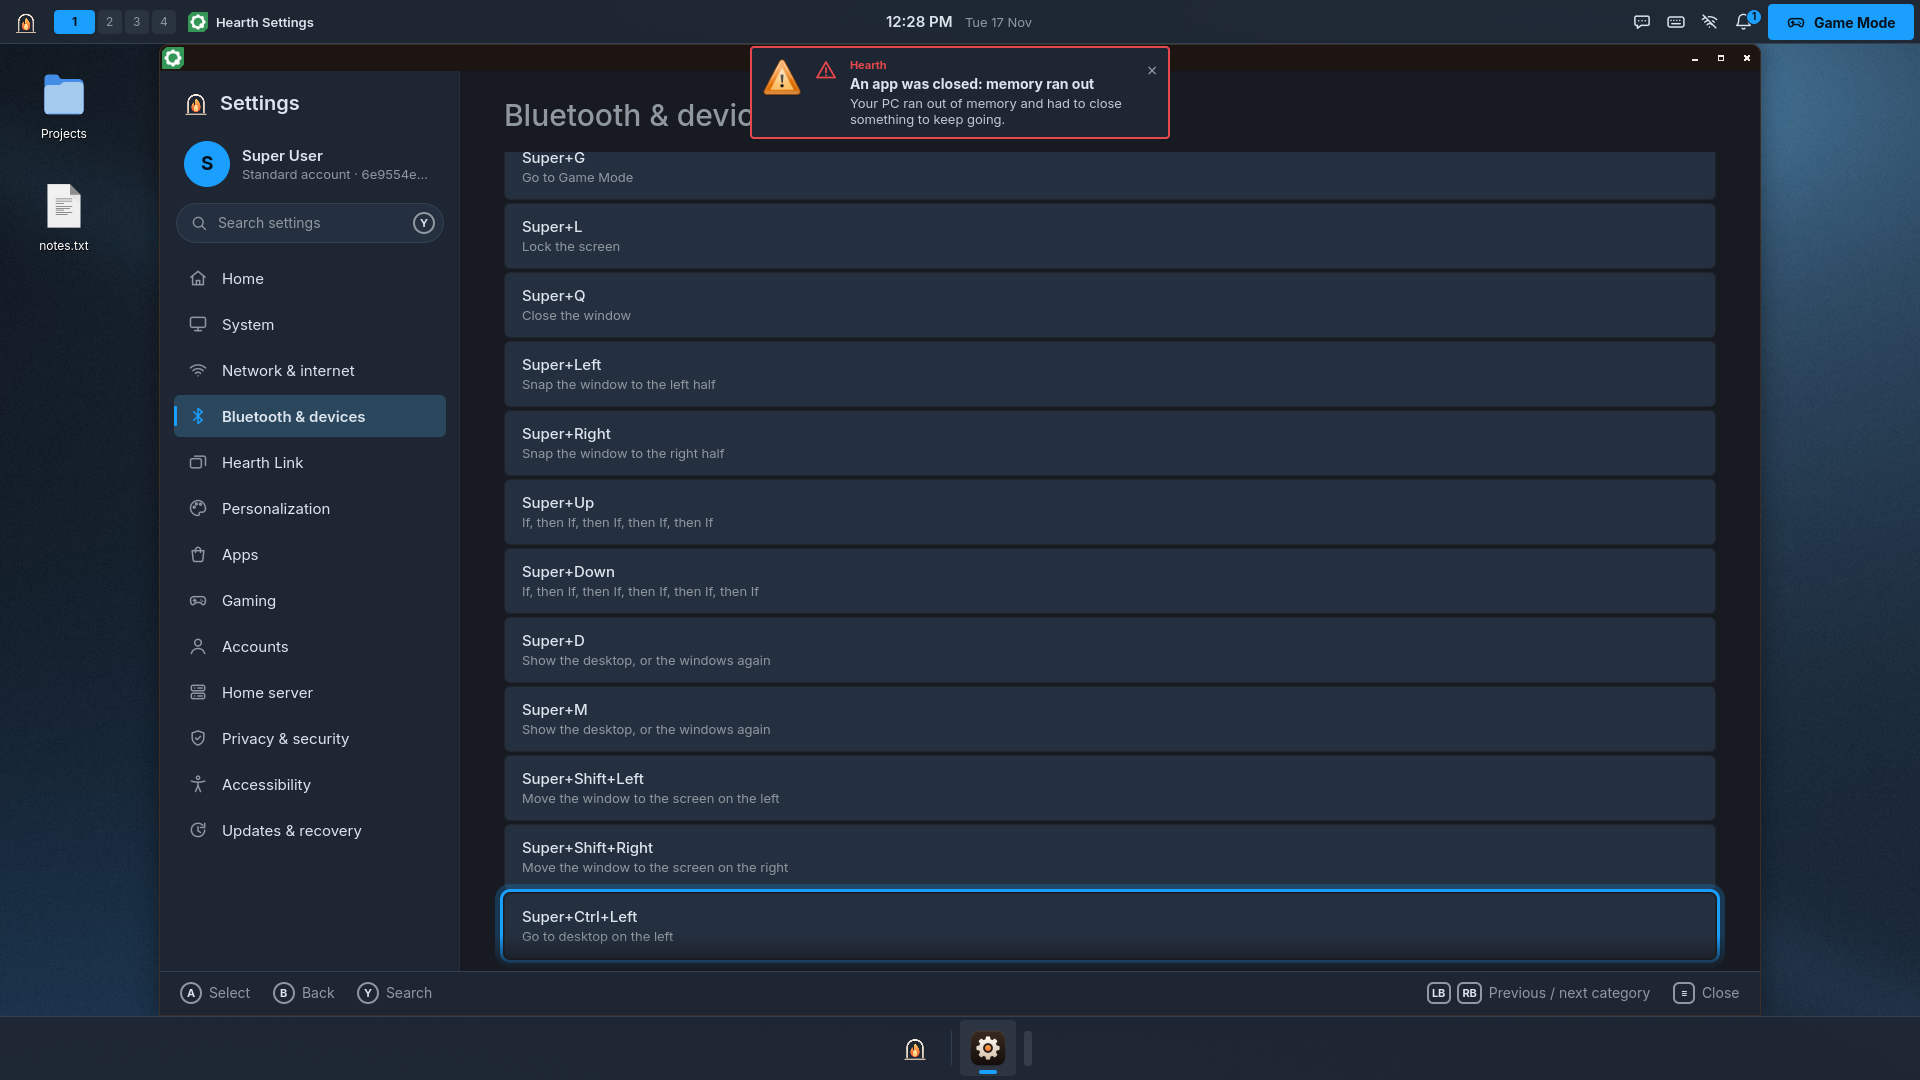 1
2
3
4
Hearth Settings
12:28 PM
Tue 17 Nov
1
Game Mode
Projects
notes.txt
Settings
S
Super User
Standard account · 6e9554e...
Search settings
Y
Home
System
Network & internet
Bluetooth & devices
Hearth Link
Personalization
Apps
Gaming
Accounts
Home server
Privacy & security
Accessibility
Updates & recovery
Hearth
An app was closed: memory ran out
Your PC ran out of memory and had to close
something to keep going.
Bluetooth & devic
Super+G
Go to Game Mode
Super+L
Lock the screen
Super+Q
Close the window
Super+Left
Snap the window to the left half
Super+Right
Snap the window to the right half
Super+Up
If, then If, then If, then If, then If
Super+Down
If, then If, then If, then If, then If, then If
Super+D
Show the desktop, or the windows again
Super+M
Show the desktop, or the windows again
Super+Shift+Left
Move the window to the screen on the left
Super+Shift+Right
Move the window to the screen on the right
Super+Ctrl+Left
Go to desktop on the left
A Select
B Back
Y Search
LB RB Previous / next category
Close